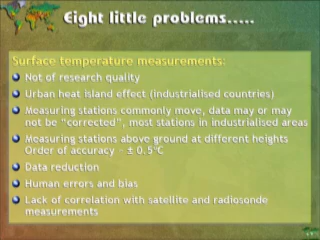 Eight little problems.....
Surface temperature measurements:
Not of research quality
Urban heat island effect (industrialised countries)
Measuring stations commonly move, data may or may
not be “corrected”, most stations in industrialised areas
Measuring stations above ground at different heights
Order of accuracy ~ ± 0.5°C
Data reduction
Human errors and bias
Lack of correlation with satellite and radiosonde
measurements